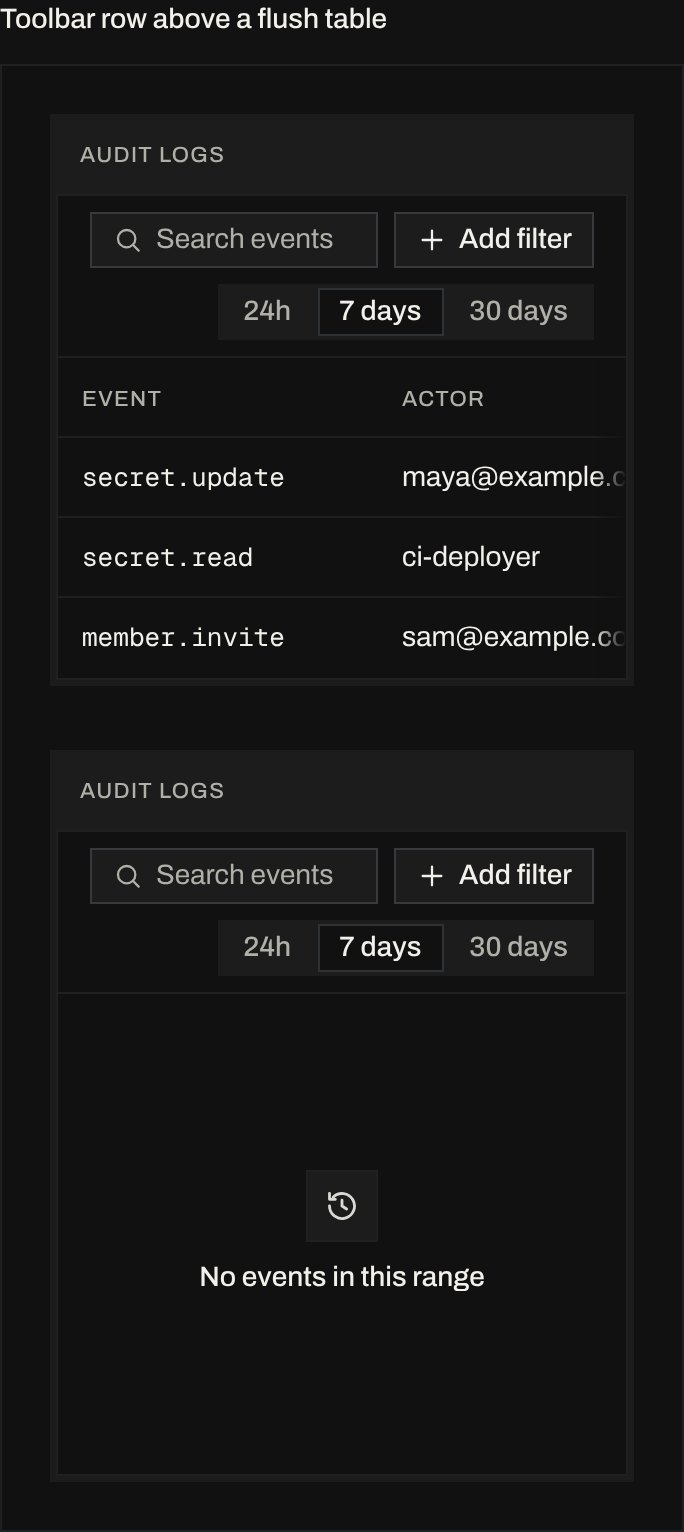 Toolbar row above a flush table
AUDIT LOGS
Search events
Add filter
24h 7 days 30 days
EVENT ACTOR
secret.update maya@example.c
secret.read ci-deployer
member.invite sam@example.co
AUDIT LOGS
Search events
Add filter
24h 7 days 30 days
No events in this range